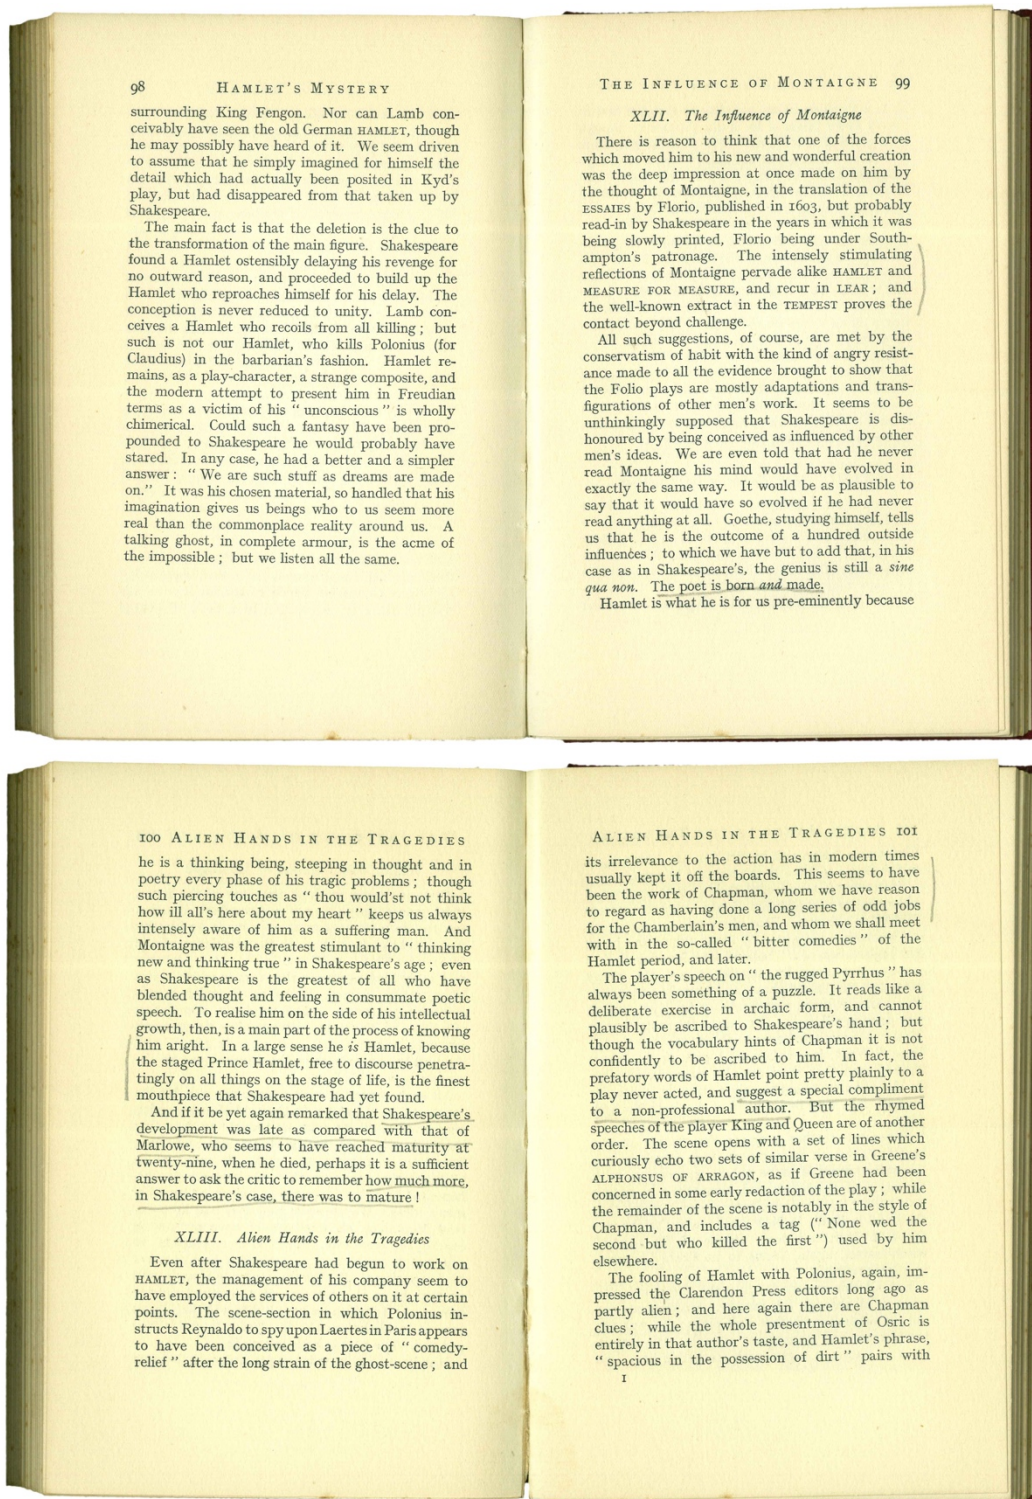 98 HAMLET'S MYSTERY
surrounding King Fengon. Nor can Lamb con-
ceivably have seen the old German HAMLET, though
he may possibly have heard of it. We seem driven
to assume that he simply imagined for himself the
detail which had actually been posited in Kyd's
play, but had disappeared from that taken up by
Shakespeare.
The main fact is that the deletion is the clue to
the transformation of the main figure. Shakespeare
found a Hamlet ostensibly delaying his revenge for
no outward reason, and proceeded to build up the
Hamlet who reproaches himself for his delay. The
conception is never reduced to unity. Lamb con-
ceives a Hamlet who recoils from all killing; but
such is not our Hamlet, who kills Polonius (for
Claudius) in the barbarian's fashion. Hamlet re-
mains, as a play-character, a strange composite, and
the modern attempt to present him in Freudian
terms as a victim of his "unconscious" is wholly
chimerical. Could such a fantasy have been pro-
pounded to Shakespeare he would probably have
stared. In any case, he had a better and a simpler
answer: "We are such stuff as dreams are made
on." It was his chosen material, so handled that his
imagination gives us beings who to us seem more
real than the commonplace reality around us. A
talking ghost, in complete armour, is the acme of
the impossible; but we listen all the same.
THE INFLUENCE OF MONTAIGNE 99
XLII. The Influence of Montaigne
There is reason to think that one of the forces
which moved him to his new and wonderful creation
was the deep impression at once made on him by
the thought of Montaigne, in the translation of the
ESSAIES by Florio, published in 1603, but probably
read-in by Shakespeare in the years in which it was
being slowly printed, Florio being under South-
ampton's patronage. The intensely stimulating
reflections of Montaigne pervade alike HAMLET and
MEASURE FOR MEASURE, and recur in LEAR; and
the well-known extract in the TEMPEST proves the
contact beyond challenge.
All such suggestions, of course, are met by the
conservatism of habit with the kind of angry resist-
ance made to all the evidence brought to show that
the Folio plays are mostly adaptations and trans-
figurations of other men's work. It seems to be
unthinkingly supposed that Shakespeare is dis-
honoured by being conceived as influenced by other
men's ideas. We are even told that had he never
read Montaigne his mind would have evolved in
exactly the same way. It would be as plausible to
say that it would have so evolved if he had never
read anything at all. Goethe, studying himself, tells
us that he is the outcome of a hundred outside
influences; to which we have but to add that, in his
case as in Shakespeare's, the genius is still a sine
qua non. The poet is born and made.
Hamlet is what he is for us pre-eminently because
100 ALIEN HANDS IN THE TRAGEDIES
he is a thinking being, steeping in thought and in
poetry every phase of his tragic problems; though
such piercing touches as "thou would'st not think
how ill all's here about my heart" keeps us always
intensely aware of him as a suffering man. And
Montaigne was the greatest stimulant to "thinking
new and thinking true" in Shakespeare's age; even
as Shakespeare is the greatest of all who have
blended thought and feeling in consummate poetic
speech. To realise him on the side of his intellectual
growth, then, is a main part of the process of knowing
him aright. In a large sense he is Hamlet, because
the staged Prince Hamlet, free to discourse penetra-
tingly on all things on the stage of life, is the finest
mouthpiece that Shakespeare had yet found.
And if it be yet again remarked that Shakespeare's
development was late as compared with that of
Marlowe, who seems to have reached maturity at
twenty-nine, when he died, perhaps it is a sufficient
answer to ask the critic to remember how much more,
in Shakespeare's case, there was to mature!
XLIII. Alien Hands in the Tragedies
Even after Shakespeare had begun to work on
HAMLET, the management of his company seem to
have employed the services of others on it at certain
points. The scene-section in which Polonius in-
structs Reynaldo to spy upon Laertes in Paris appears
to have been conceived as a piece of "comedy-
relief" after the long strain of the ghost-scene; and
ALIEN HANDS IN THE TRAGEDIES 101
its irrelevance to the action has in modern times
usually kept it off the boards. This seems to have
been the work of Chapman, whom we have reason
to regard as having done a long series of odd jobs
for the Chamberlain's men, and whom we shall meet
with in the so-called "bitter comedies" of the
Hamlet period, and later.
The player's speech on "the rugged Pyrrhus" has
always been something of a puzzle. It reads like a
deliberate exercise in archaic form, and cannot
plausibly be ascribed to Shakespeare's hand; but
though the vocabulary hints of Chapman it is not
confidently to be ascribed to him. In fact, the
prefatory words of Hamlet point pretty plainly to a
play never acted, and suggest a special compliment
to a non-professional author. But the rhymed
speeches of the player King and Queen are of another
order. The scene opens with a set of lines which
curiously echo two sets of similar verse in Greene's
ALPHONSUS OF ARRAGON, as if Greene had been
concerned in some early redaction of the play; while
the remainder of the scene is notably in the style of
Chapman, and includes a tag ("None wed the
second but who killed the first") used by him
elsewhere.
The fooling of Hamlet with Polonius, again, im-
pressed the Clarendon Press editors long ago as
partly alien; and here again there are Chapman
clues; while the whole presentment of Osric is
entirely in that author's taste, and Hamlet's phrase,
"spacious in the possession of dirt" pairs with
I